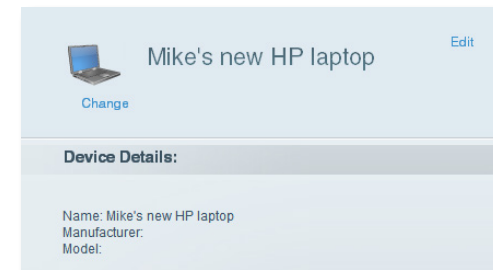 Mike's new HP laptop
Edit
Change
Device Details:
Name: Mike's new HP laptop
Manufacturer:
Model: